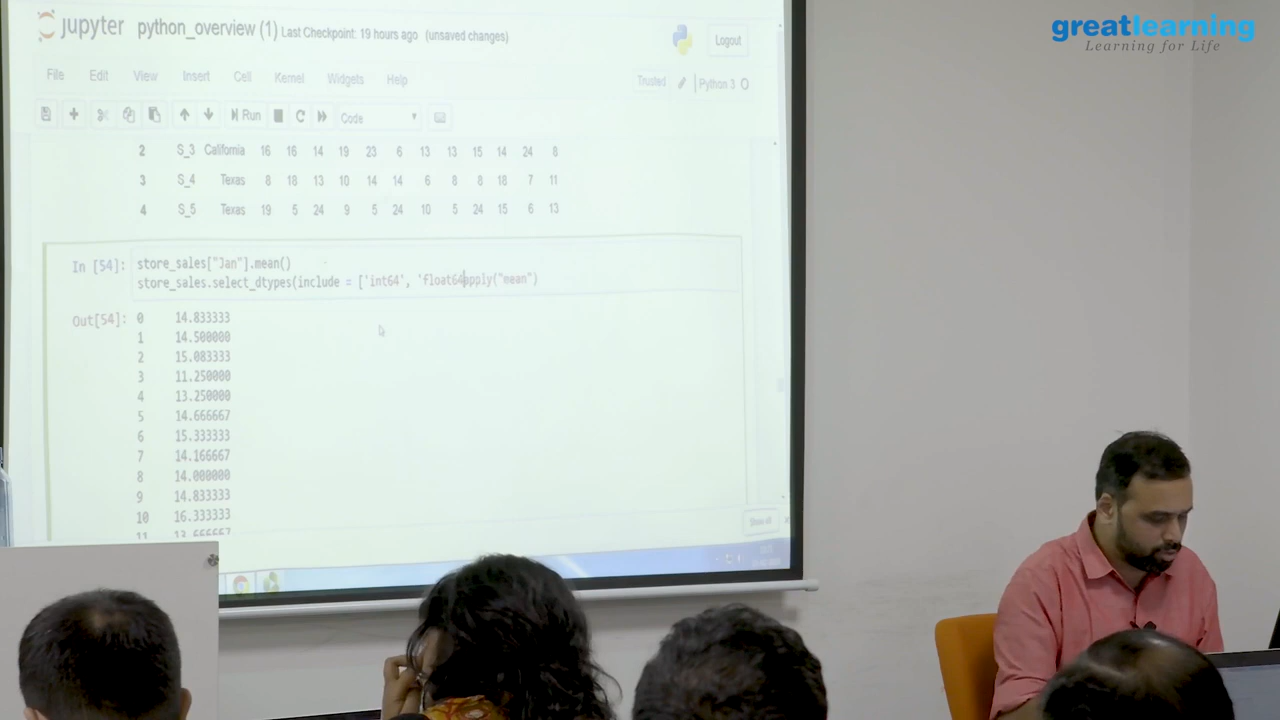 greatlearning
Learning for Life
jupyter python_overview (1) Last Checkpoint: 19 hours ago (unsaved changes)
Logout
File Edit View Insert Cell Kernel Widgets Help
Trusted Python 3
Run Code
2 S_3 California 16 16 14 19 23 6 13 13 15 14 24 8
3 S_4 Texas 8 18 13 10 14 14 6 8 8 18 7 11
4 S_5 Texas 19 5 24 9 5 24 10 5 24 15 6 13
In [54]: store_sales["Jan"].mean()
store_sales.select_dtypes(include = ['int64', 'float64apply("mean")
Out[54]: 0 14.833333
1 14.500000
2 15.083333
3 11.250000
4 13.250000
5 14.666667
6 15.333333
7 14.166667
8 14.000000
9 14.833333
10 16.333333
11 13.666667
Show all